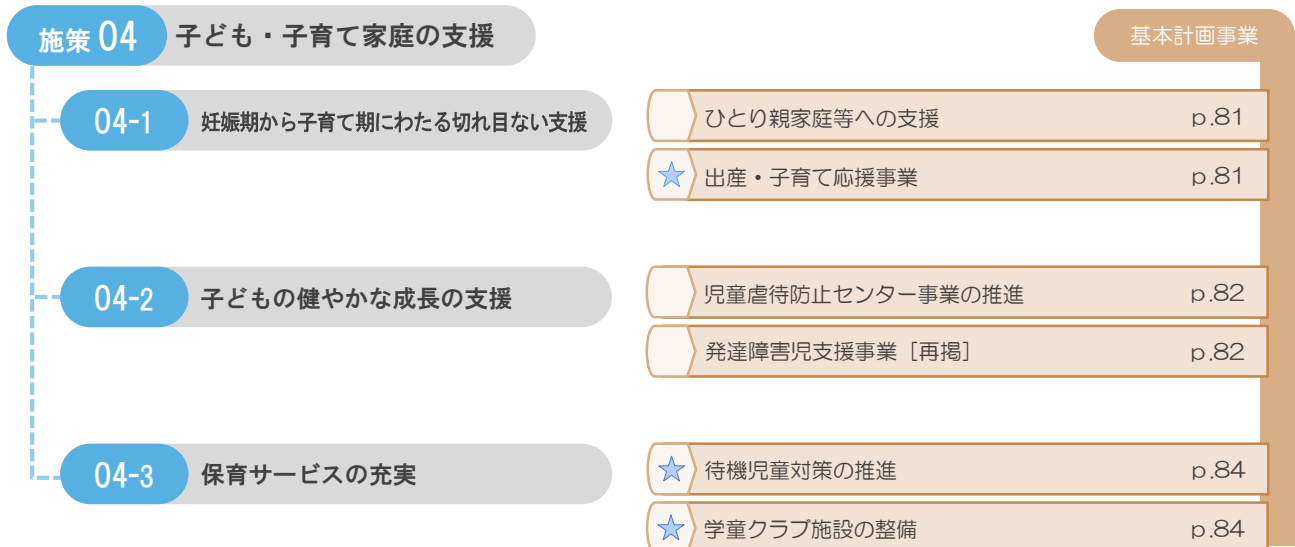 施策 04 子ども・子育て家庭の支援
基本計画事業
04-1 妊娠期から子育て期にわたる切れ目ない支援
ひとり親家庭等への支援 p.81
出産・子育て応援事業 p.81
04-2 子どもの健やかな成長の支援
児童虐待防止センター事業の推進 p.82
発達障害児支援事業［再掲］ p.82
04-3 保育サービスの充実
待機児童対策の推進 p.84
学童クラブ施設の整備 p.84